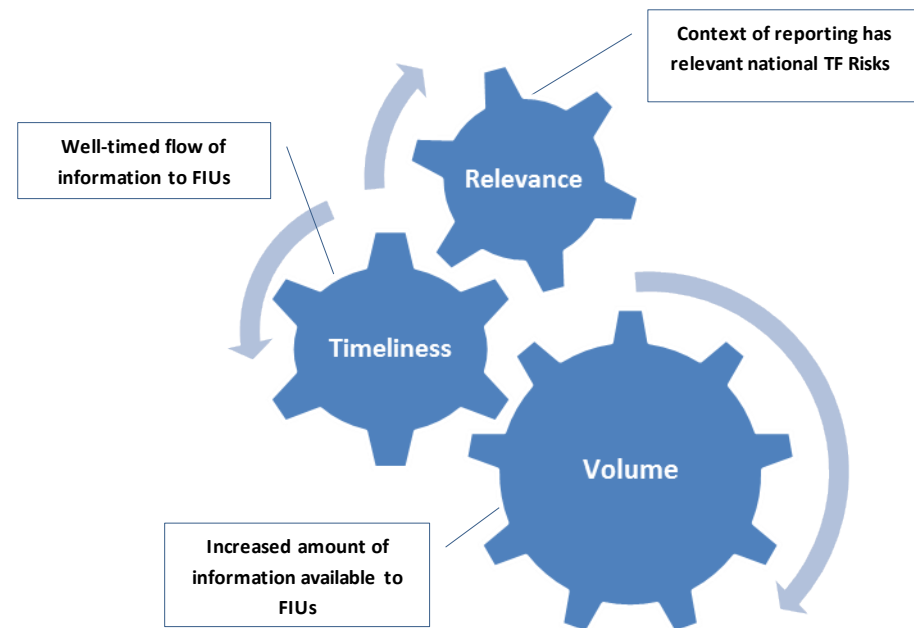 Context of reporting has
relevant national TF Risks
Relevance
Well-timed flow of
information to FIUs
Timeliness
Volume
Increased amount of
information available to
FIUs